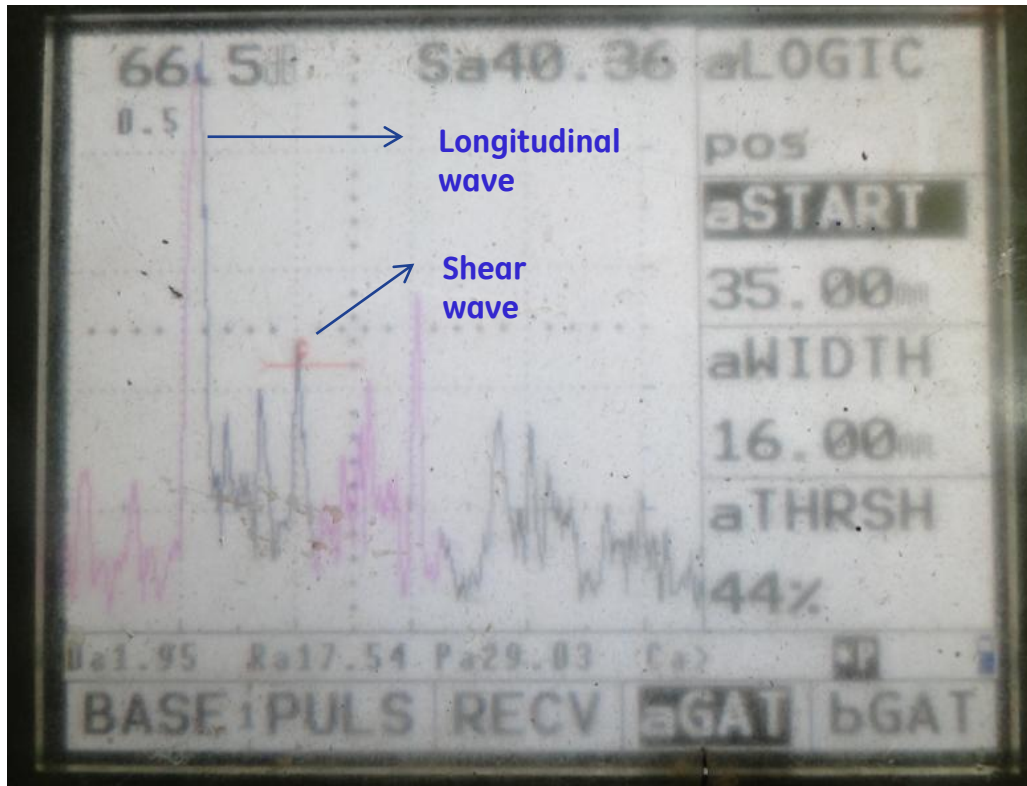 66.5dB
Sa40.36
0.5
Longitudinal
wave
Shear
wave
aLOGIC
pos
aSTART
35.00mm
aWIDTH
16.00mm
aTHRSH
44%
Da1.95 Ra17.54 Pa29.03 Ca>
BASE PULS RECV aGAT bGAT